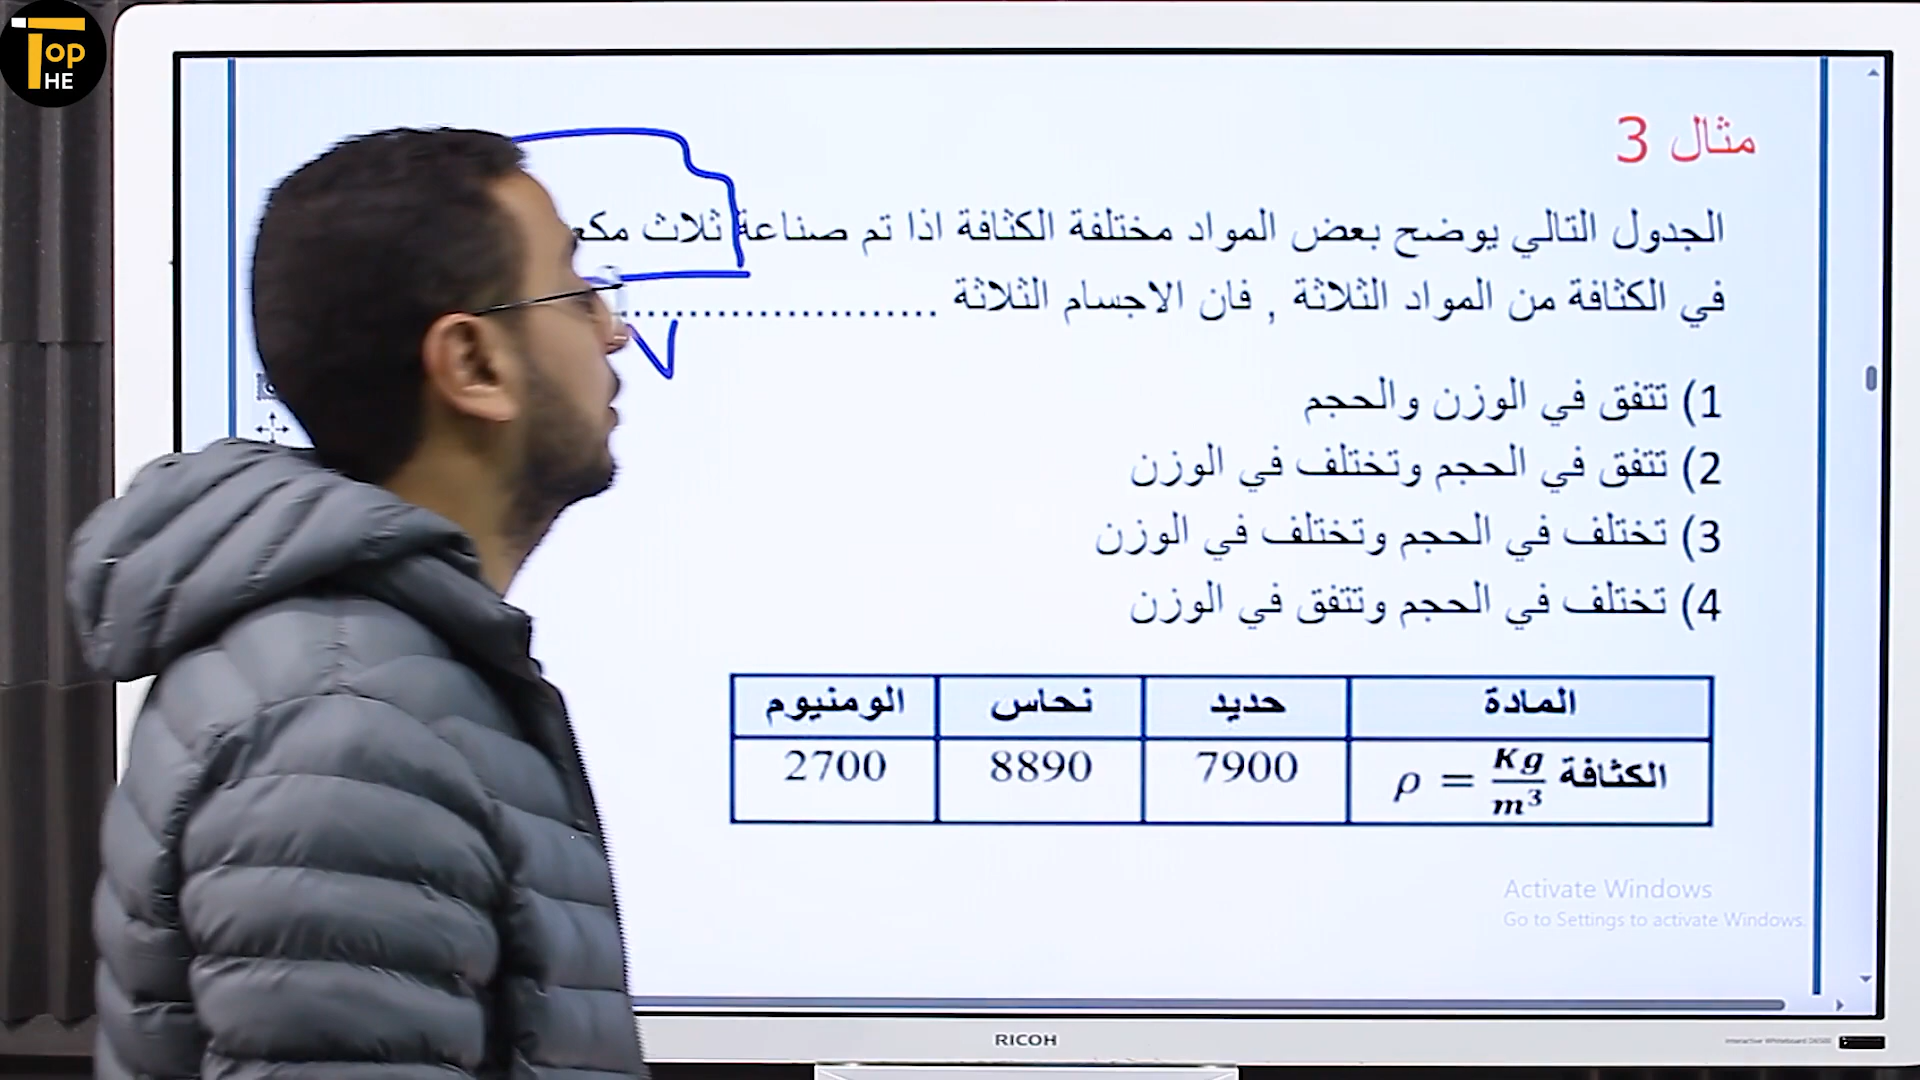 Top
HE
مثال 3
الجدول التالي يوضح بعض المواد مختلفة الكثافة اذا تم صناعة ثلاث
في الكثافة من المواد الثلاثة , فان الاجسام الثلاثة ..............................
1) تتفق في الوزن والحجم
2) تتفق في الحجم وتختلف في الوزن
3) تختلف في الحجم وتختلف في الوزن
4) تختلف في الحجم وتتفق في الوزن
المادة حديد نحاس الومنيوم
الكثافة ρ = Kg/m³ 7900 8890 2700
Activate Windows
Go to Settings to activate Windows.
RICOH